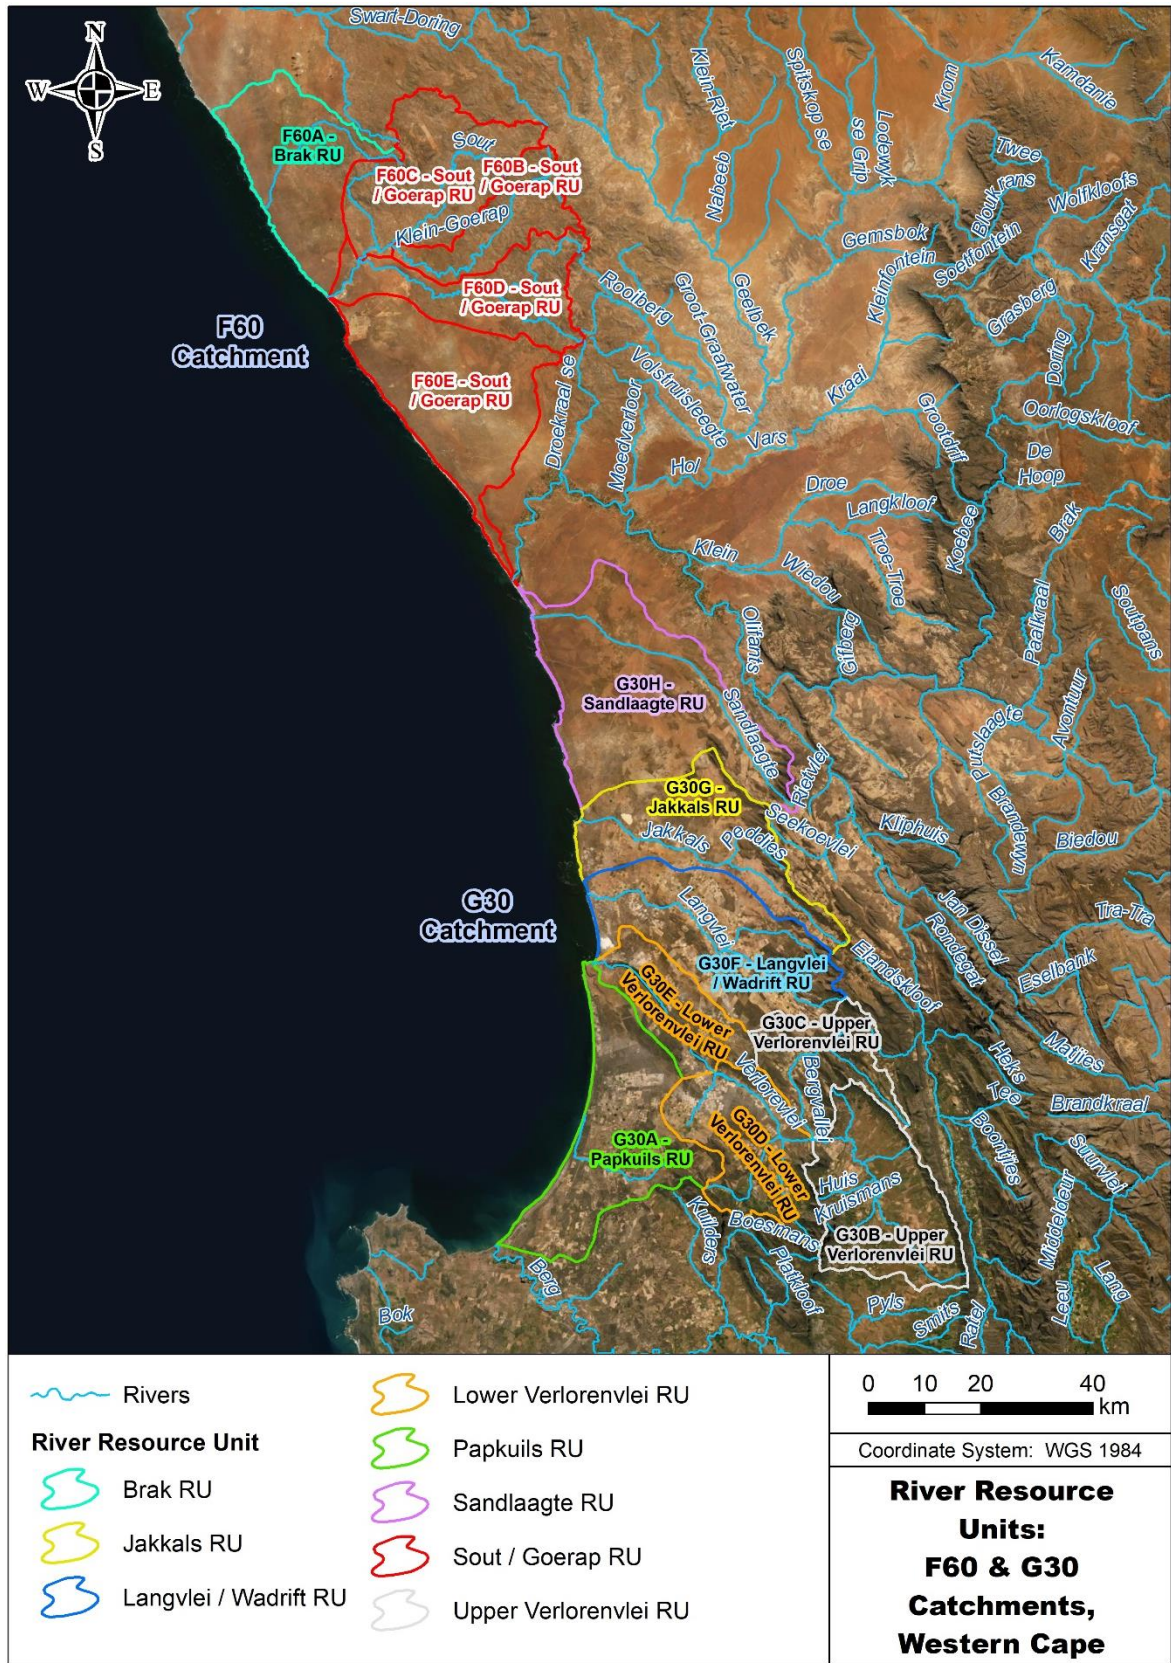 N
W
E
S
Swart-Doring
Klein-Riet
Spitskop se
se Grip
Lodewyk
Krom
Kamdanie
F60A -
Brak RU
Sout
F60C - Sout
/ Goerap RU
F60B - Sout
/ Goerap RU
Klein-Goerap
Nabeeb
Twee
Bloukrans
Wolfkloofs
Kransgat
Gemsbok
Soetfontein
Kleinfontein
F60D - Sout
/ Goerap RU
Rooiberg
Groot-Graafwater
Geelbek
Grasberg
Doring
F60
Catchment
F60E - Sout
/ Goerap RU
Droekraal se
Volstruisleegte
Moedverloor
Kraai
Vars
Hol
Grootdrif
Oorlogskloof
De
Hoop
Droe
Langkloof
Troe-Troe
Koebee
Brak
Klein
Wiedou
Paalkraal
Soutpans
Olifants
Gifberg
G30H -
Sandlaagte RU
Sandlaagte
Rietvlei
Putslaagte
Avontuur
Brandewyn
Biedou
G30G -
Jakkals RU
Jakkals
Peddies
Seekoevlei
Kliphuis
G30
Catchment
Langvlei
G30F - Langvlei
/ Wadrift RU
Elandskloof
Jan Dissel
Rondegat
Tra-Tra
Eselbank
G30E - Lower
Verlorenvlei RU
G30C - Upper
Verlorenvlei RU
Verlorevlei
Bergvallei
Heks
Kee
Matjies
Brandkraal
Boontjies
Suurvlei
G30A -
Papkuils RU
G30D - Lower
Verlorenvlei RU
Huis
Kruismans
Middeldeur
Kuilders
Boesmans
G30B - Upper
Verlorenvlei RU
Platkloof
Berg
Bok
Pyls
Smits
Ratel
Leeu
Lang
Rivers
River Resource Unit
Brak RU
Jakkals RU
Langvlei / Wadrift RU
Lower Verlorenvlei RU
Papkuils RU
Sandlaagte RU
Sout / Goerap RU
Upper Verlorenvlei RU
0 10 20 40
km
Coordinate System: WGS 1984
River Resource
Units:
F60 & G30
Catchments,
Western Cape